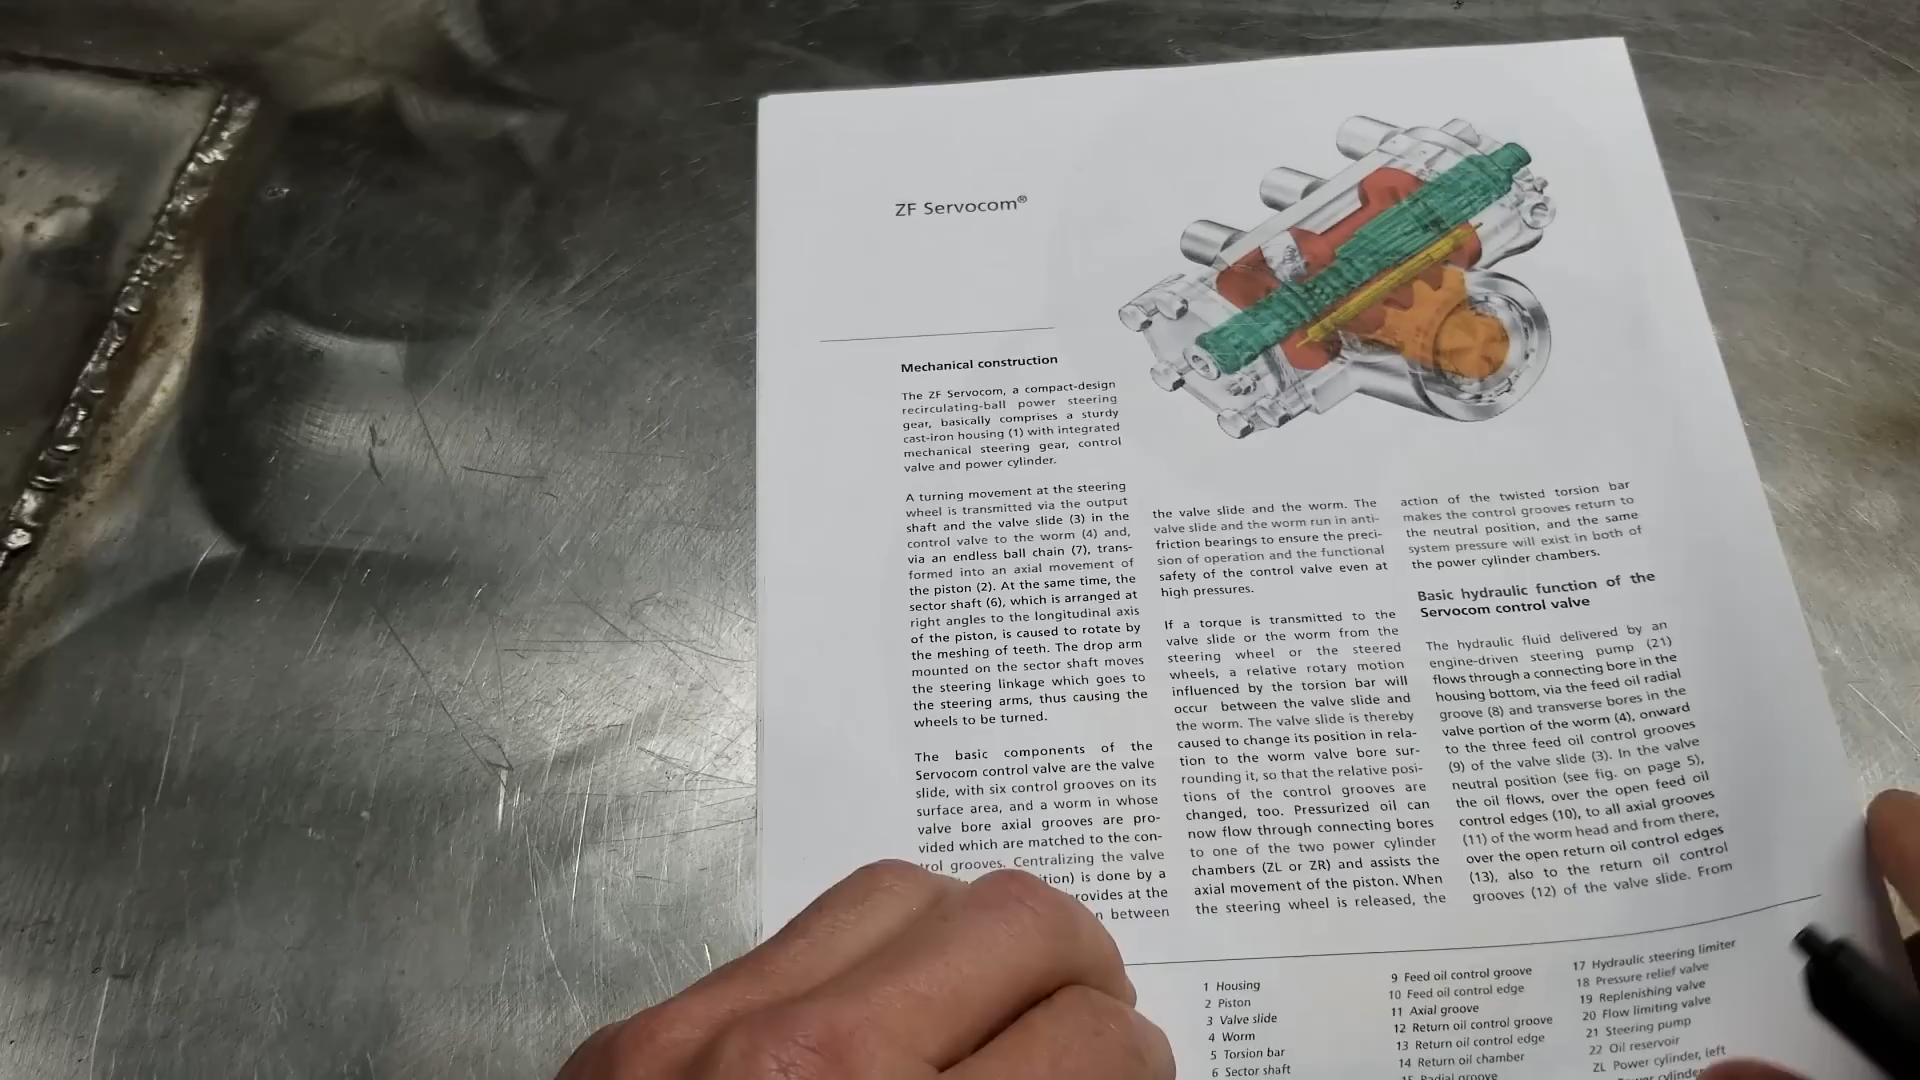 ZF Servocom®
Mechanical construction
The ZF Servocom, a compact-design
recirculating-ball power steering
gear, basically comprises a sturdy
cast-iron housing (1) with integrated
mechanical steering gear, control
valve and power cylinder.
A turning movement at the steering
wheel is transmitted via the output
shaft and the valve slide (3) in the
control valve to the worm (4) and,
via an endless ball chain (7), trans-
formed into an axial movement of
the piston (2). At the same time, the
sector shaft (6), which is arranged at
right angles to the longitudinal axis
of the piston, is caused to rotate by
the meshing of teeth. The drop arm
mounted on the sector shaft moves
the steering linkage which goes to
the steering arms, thus causing the
wheels to be turned.
The basic components of the
Servocom control valve are the valve
slide, with six control grooves on its
surface area, and a worm in whose
valve bore axial grooves are pro-
vided which are matched to the con-
trol grooves. Centralizing the valve
is done by a
at the
between
the valve slide and the worm. The
valve slide and the worm run in anti-
friction bearings to ensure the preci-
sion of operation and the functional
safety of the control valve even at
high pressures.
If a torque is transmitted to the
valve slide or the worm from the
steering wheel or the steered
wheels, a relative rotary motion
influenced by the torsion bar will
occur between the valve slide and
the worm. The valve slide is thereby
caused to change its position in rela-
tion to the worm valve bore sur-
rounding it, so that the relative posi-
tions of the control grooves are
changed, too. Pressurized oil can
now flow through connecting bores
to one of the two power cylinder
chambers (ZL or ZR) and assists the
axial movement of the piston. When
the steering wheel is released, the
action of the twisted torsion bar
makes the control grooves return to
the neutral position, and the same
system pressure will exist in both of
the power cylinder chambers.
Basic hydraulic function of the
Servocom control valve
The hydraulic fluid delivered by an
engine-driven steering pump (21)
flows through a connecting bore in the
housing bottom, via the feed oil radial
groove (8) and transverse bores in the
valve portion of the worm (4), onward
to the three feed oil control grooves
(9) of the valve slide (3). In the valve
neutral position (see fig. on page 5),
the oil flows, over the open feed oil
control edges (10), to all axial grooves
(11) of the worm head and from there,
over the open return oil control edges
(13), also to the return oil control
grooves (12) of the valve slide. From
1 Housing
2 Piston
3 Valve slide
4 Worm
5 Torsion bar
6 Sector shaft
9 Feed oil control groove
10 Feed oil control edge
11 Axial groove
12 Return oil control groove
13 Return oil control edge
14 Return oil chamber
15 Radial groove
17 Hydraulic steering limiter
18 Pressure relief valve
19 Replenishing valve
20 Flow limiting valve
21 Steering pump
22 Oil reservoir
ZL Power cylinder, left
cylinder